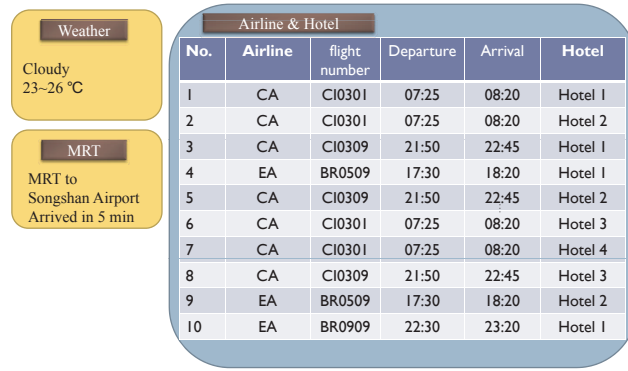 Weather
Cloudy
23~26 ℃
MRT
MRT to
Songshan Airport
Arrived in 5 min
Airline & Hotel
No. Airline flight number Departure Arrival Hotel
1 CA CI0301 07:25 08:20 Hotel 1
2 CA CI0301 07:25 08:20 Hotel 2
3 CA CI0309 21:50 22:45 Hotel 1
4 EA BR0509 17:30 18:20 Hotel 1
5 CA CI0309 21:50 22:45 Hotel 2
6 CA CI0301 07:25 08:20 Hotel 3
7 CA CI0301 07:25 08:20 Hotel 4
8 CA CI0309 21:50 22:45 Hotel 3
9 EA BR0509 17:30 18:20 Hotel 2
10 EA BR0909 22:30 23:20 Hotel 1